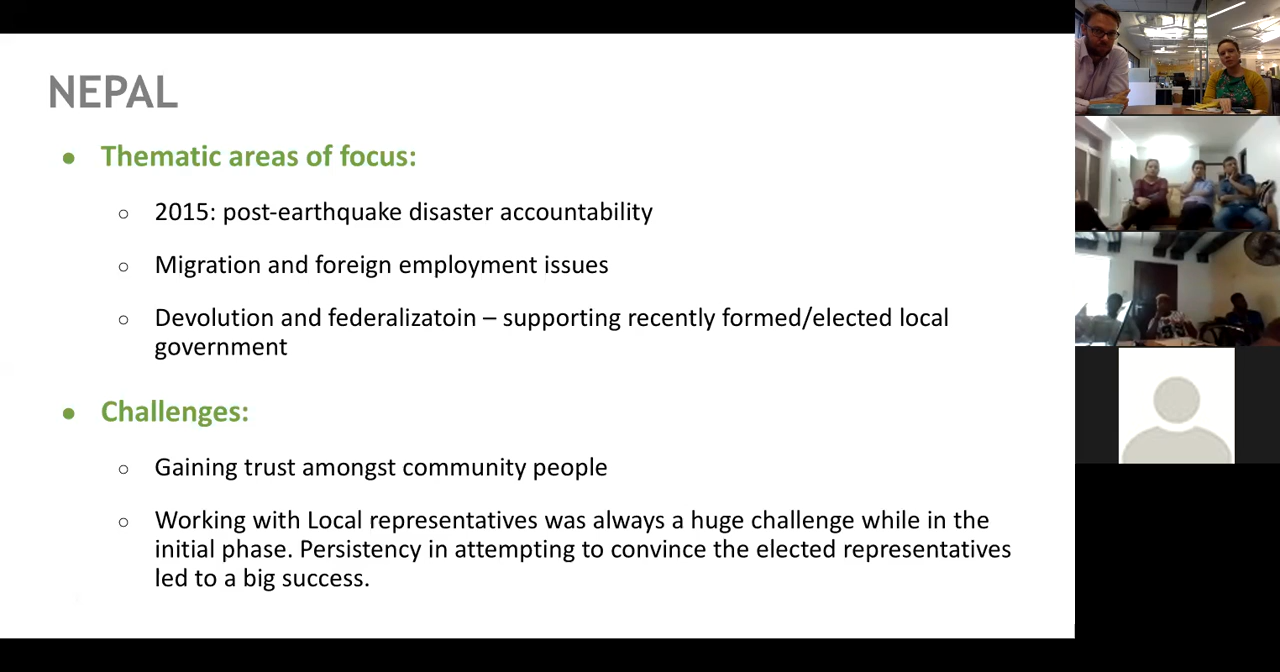 NEPAL
● Thematic areas of focus:
○ 2015: post-earthquake disaster accountability
○ Migration and foreign employment issues
○ Devolution and federalizatoin – supporting recently formed/elected local
government
● Challenges:
○ Gaining trust amongst community people
○ Working with Local representatives was always a huge challenge while in the
initial phase. Persistency in attempting to convince the elected representatives
led to a big success.